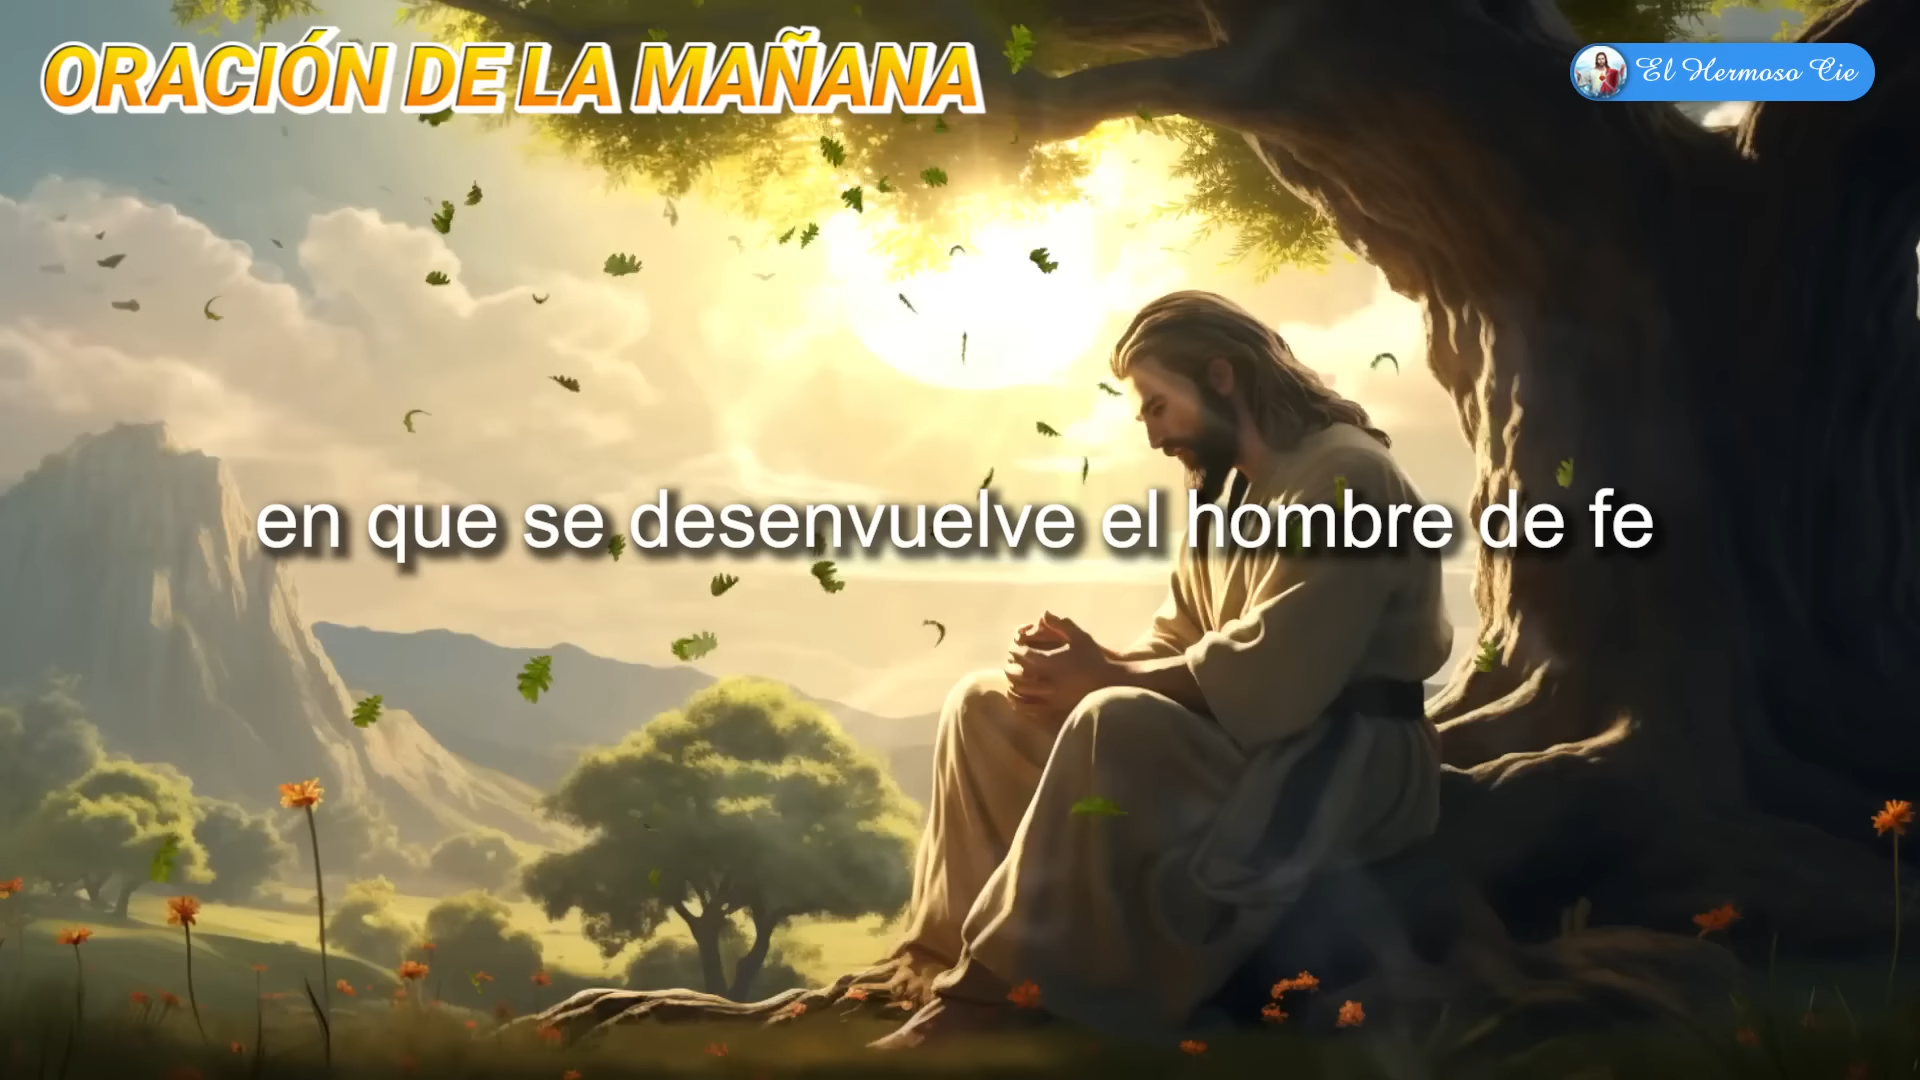 ORACIÓN DE LA MAÑANA
El Hermoso Cie
en que se desenvuelve el hombre de fe